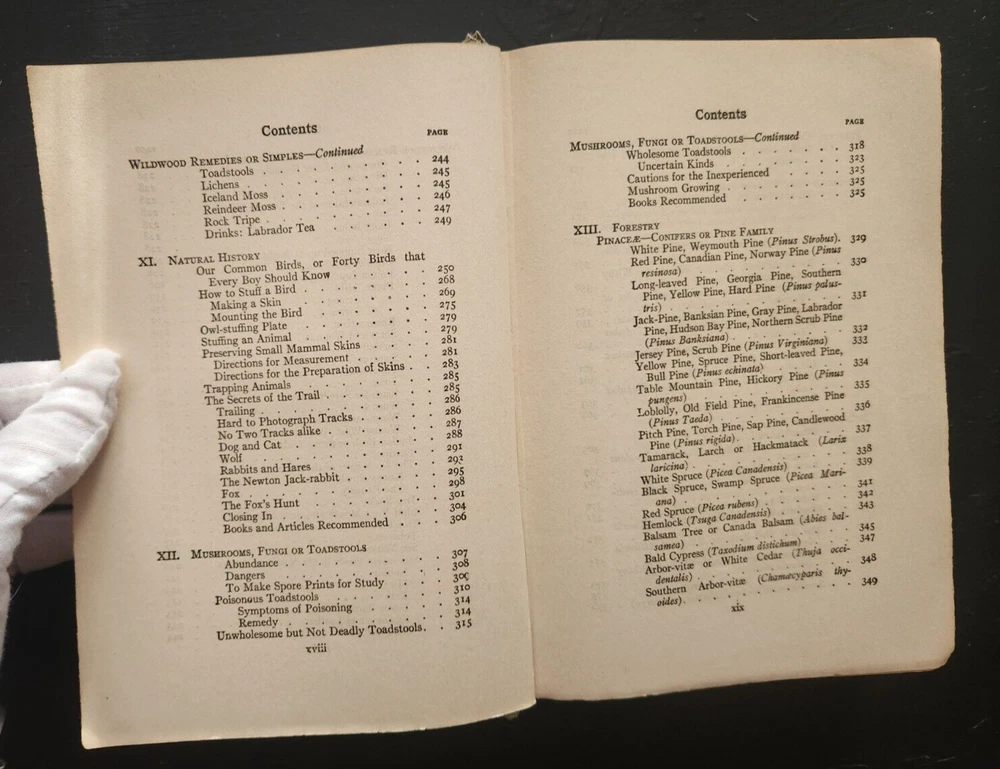 Contents
PAGE
WILDWOOD REMEDIES OR SIMPLES—Continued
Toadstools . . . . . . . . 244
Lichens . . . . . . . . 245
Iceland Moss . . . . . . . . 245
Reindeer Moss . . . . . . . . 246
Rock Tripe . . . . . . . . 247
Drinks: Labrador Tea . . . . . . 249
XI. NATURAL HISTORY
Our Common Birds, or Forty Birds that
Every Boy Should Know . . . . . 250
How to Stuff a Bird . . . . . . . 268
Making a Skin . . . . . . . 269
Mounting the Bird . . . . . . . 275
Owl-stuffing Plate . . . . . . . 279
Stuffing an Animal . . . . . . . 279
Preserving Small Mammal Skins . . . . 281
Directions for Measurement . . . . . 281
Directions for the Preparation of Skins . . 283
Trapping Animals . . . . . . . 285
The Secrets of the Trail . . . . . . 285
Trailing . . . . . . . . 286
Hard to Photograph Tracks . . . . . 286
No Two Tracks alike . . . . . . 287
Dog and Cat . . . . . . . . 288
Wolf . . . . . . . . 291
Rabbits and Hares . . . . . . . 293
The Newton Jack-rabbit . . . . . . 295
Fox . . . . . . . . 298
The Fox's Hunt . . . . . . . 301
Closing In . . . . . . . . 304
Books and Articles Recommended . . . 306
XII. MUSHROOMS, FUNGI OR TOADSTOOLS
Abundance . . . . . . . . 307
Dangers . . . . . . . . 308
To Make Spore Prints for Study . . . . 309
Poisonous Toadstools . . . . . . 310
Symptoms of Poisoning . . . . . . 314
Remedy . . . . . . . . 314
Unwholesome but Not Deadly Toadstools. . 315
xviii
Contents
PAGE
MUSHROOMS, FUNGI OR TOADSTOOLS—Continued
Wholesome Toadstools . . . . . . 318
Uncertain Kinds . . . . . . . 323
Cautions for the Inexperienced . . . . 325
Mushroom Growing . . . . . . . 325
Books Recommended . . . . . . 325
XIII. FORESTRY
PINACEÆ—CONIFERS OR PINE FAMILY
White Pine, Weymouth Pine (Pinus Strobus). 329
Red Pine, Canadian Pine, Norway Pine (Pinus
resinosa) . . . . . . . . 330
Long-leaved Pine, Georgia Pine, Southern
Pine, Yellow Pine, Hard Pine (Pinus palus-
tris) . . . . . . . . 331
Jack-Pine, Banksian Pine, Gray Pine, Labrador
Pine, Hudson Bay Pine, Northern Scrub Pine
(Pinus Banksiana) . . . . . . . 332
Jersey Pine, Scrub Pine (Pinus Virginiana) 333
Yellow Pine, Spruce Pine, Short-leaved Pine,
Bull Pine (Pinus echinata) . . . . . 334
Table Mountain Pine, Hickory Pine (Pinus
pungens) . . . . . . . . 335
Loblolly, Old Field Pine, Frankincense Pine
(Pinus Taeda) . . . . . . . 336
Pitch Pine, Torch Pine, Sap Pine, Candlewood
Pine (Pinus rigida). . . . . . . 337
Tamarack, Larch or Hackmatack (Larix
laricina) . . . . . . . . 338
White Spruce (Picea Canadensis) . . . . 339
Black Spruce, Swamp Spruce (Picea Mari-
ana) . . . . . . . . 341
Red Spruce (Picea rubens) . . . . . 342
Hemlock (Tsuga Canadensis) . . . . . 343
Balsam Tree or Canada Balsam (Abies bal-
samea) . . . . . . . . 345
Bald Cypress (Taxodium distichum) . . . 347
Arbor-vitæ or White Cedar (Thuja occi-
dentalis) . . . . . . . . 348
Southern Arbor-vitæ (Chamæcyparis thy-
oides). . . . . . . . . 349
xix